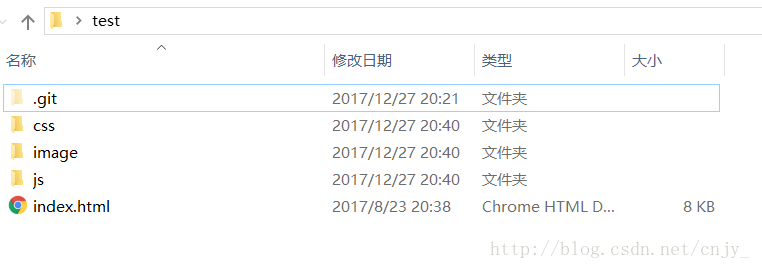 test
名称 修改日期 类型 大小
.git 2017/12/27 20:21 文件夹
css 2017/12/27 20:40 文件夹
image 2017/12/27 20:40 文件夹
js 2017/12/27 20:40 文件夹
index.html 2017/8/23 20:38 Chrome HTML D... 8 KB
http://blog.csdn.net/cnjy_